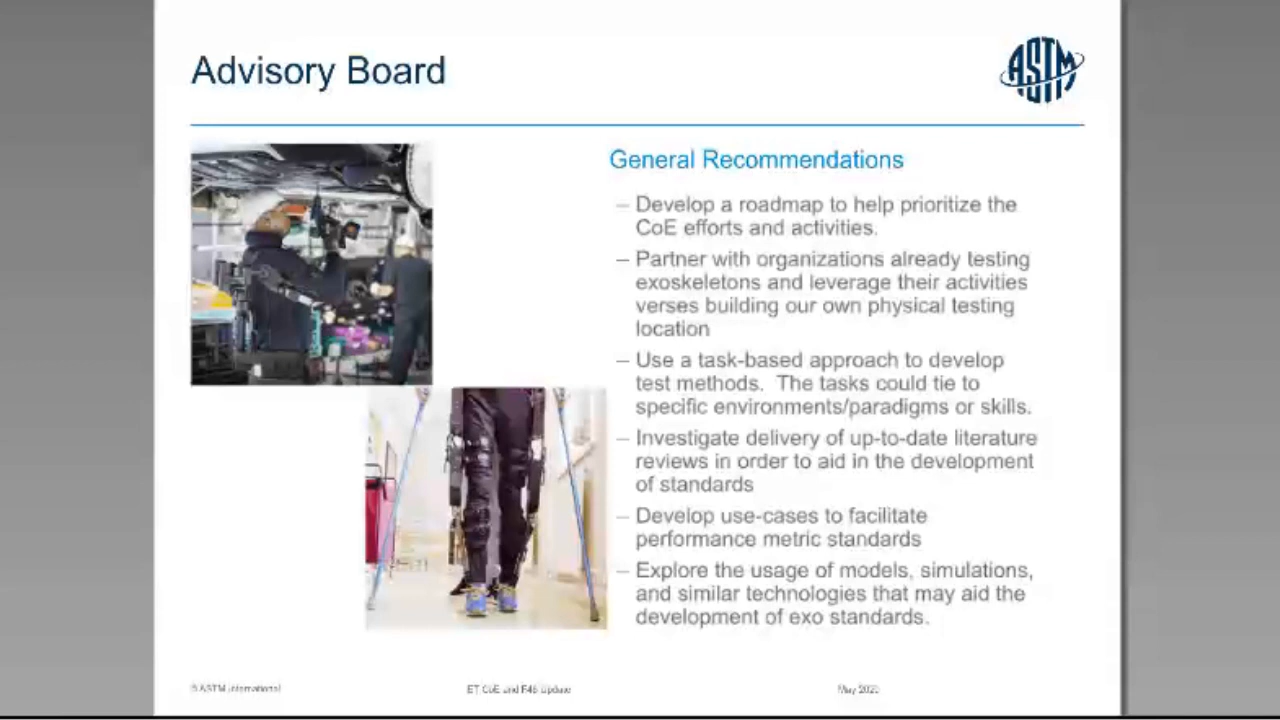 Advisory Board
ASTM
General Recommendations
– Develop a roadmap to help prioritize the
CoE efforts and activities.
– Partner with organizations already testing
exoskeletons and leverage their activities
verses building our own physical testing
location
– Use a task-based approach to develop
test methods.  The tasks could tie to
specific environments/paradigms or skills.
– Investigate delivery of up-to-date literature
reviews in order to aid in the development
of standards
– Develop use-cases to facilitate
performance metric standards
– Explore the usage of models, simulations,
and similar technologies that may aid the
development of exo standards.
© ASTM International
ET CoE and Update
May